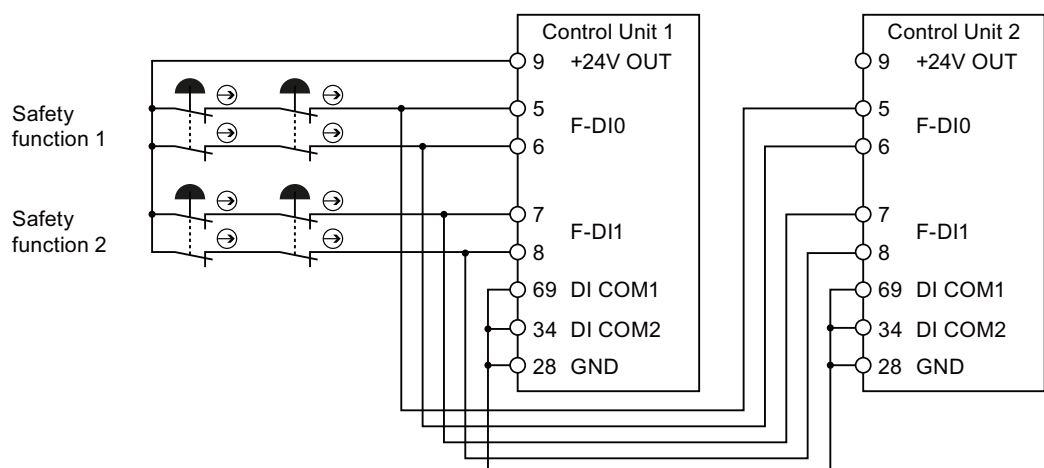 Control Unit 1
9 +24V OUT
5
F-DI0
6
7
F-DI1
8
69 DI COM1
34 DI COM2
28 GND
Control Unit 2
9 +24V OUT
5
F-DI0
6
7
F-DI1
8
69 DI COM1
34 DI COM2
28 GND
Safety
function 1
Safety
function 2